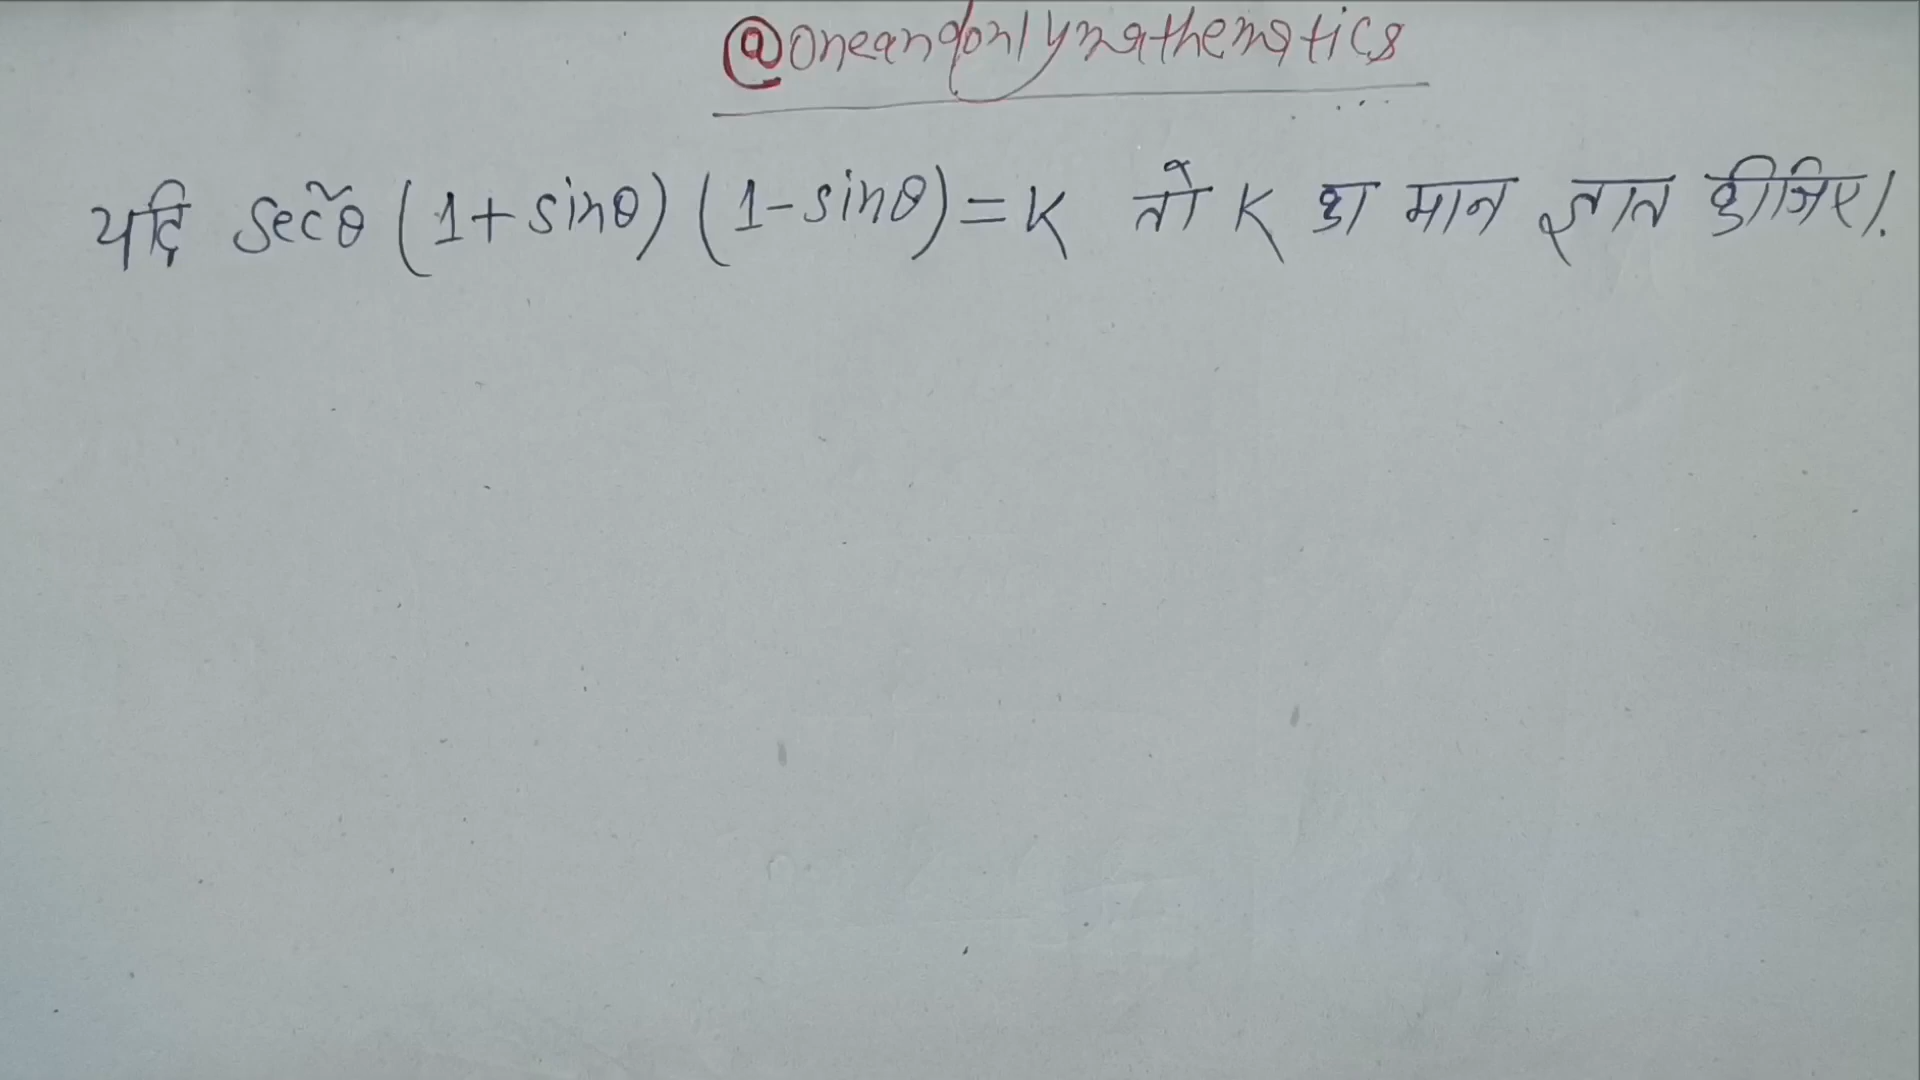 @oneandonlymathematics
यदि sec²θ (1+sinθ) (1-sinθ)=K तो K का मान ज्ञात कीजिए।.